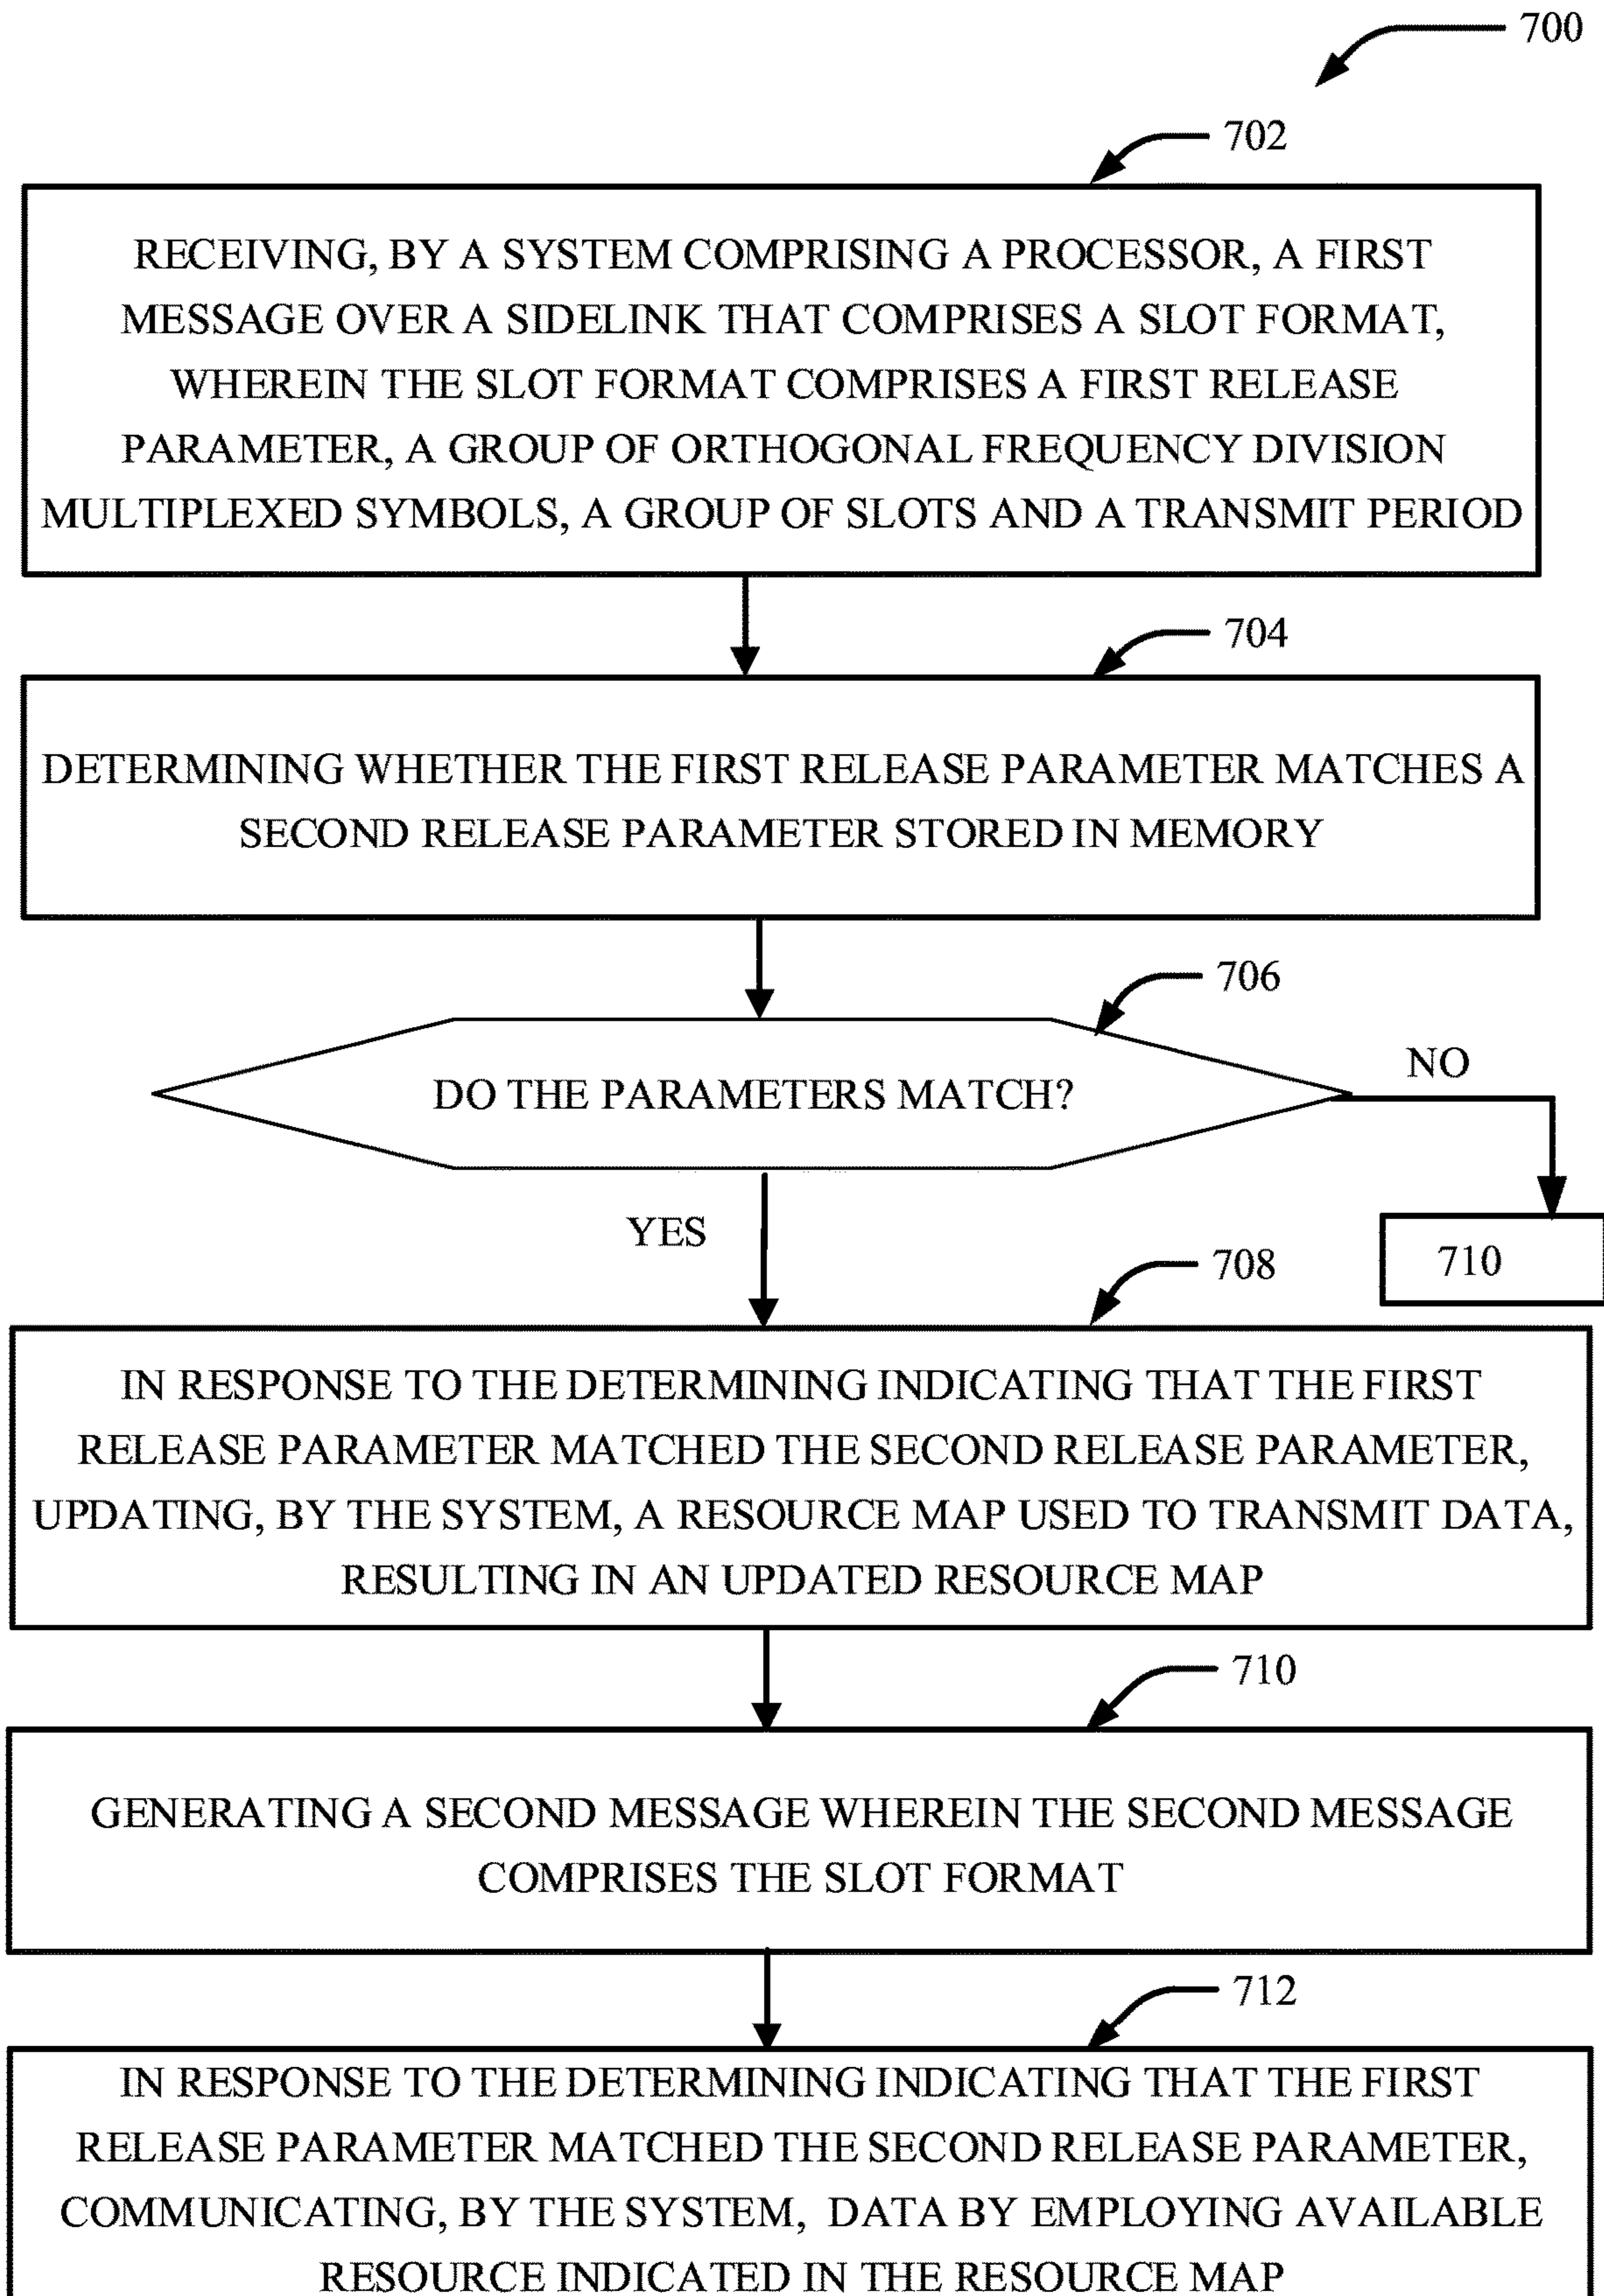 700
702
RECEIVING, BY A SYSTEM COMPRISING A PROCESSOR, A FIRST
MESSAGE OVER A SIDELINK THAT COMPRISES A SLOT FORMAT,
WHEREIN THE SLOT FORMAT COMPRISES A FIRST RELEASE
PARAMETER, A GROUP OF ORTHOGONAL FREQUENCY DIVISION
MULTIPLEXED SYMBOLS, A GROUP OF SLOTS AND A TRANSMIT PERIOD
704
DETERMINING WHETHER THE FIRST RELEASE PARAMETER MATCHES A
SECOND RELEASE PARAMETER STORED IN MEMORY
706
DO THE PARAMETERS MATCH?
NO
YES
710
708
IN RESPONSE TO THE DETERMINING INDICATING THAT THE FIRST
RELEASE PARAMETER MATCHED THE SECOND RELEASE PARAMETER,
UPDATING, BY THE SYSTEM, A RESOURCE MAP USED TO TRANSMIT DATA,
RESULTING IN AN UPDATED RESOURCE MAP
710
GENERATING A SECOND MESSAGE WHEREIN THE SECOND MESSAGE
COMPRISES THE SLOT FORMAT
712
IN RESPONSE TO THE DETERMINING INDICATING THAT THE FIRST
RELEASE PARAMETER MATCHED THE SECOND RELEASE PARAMETER,
COMMUNICATING, BY THE SYSTEM, DATA BY EMPLOYING AVAILABLE
RESOURCE INDICATED IN THE RESOURCE MAP